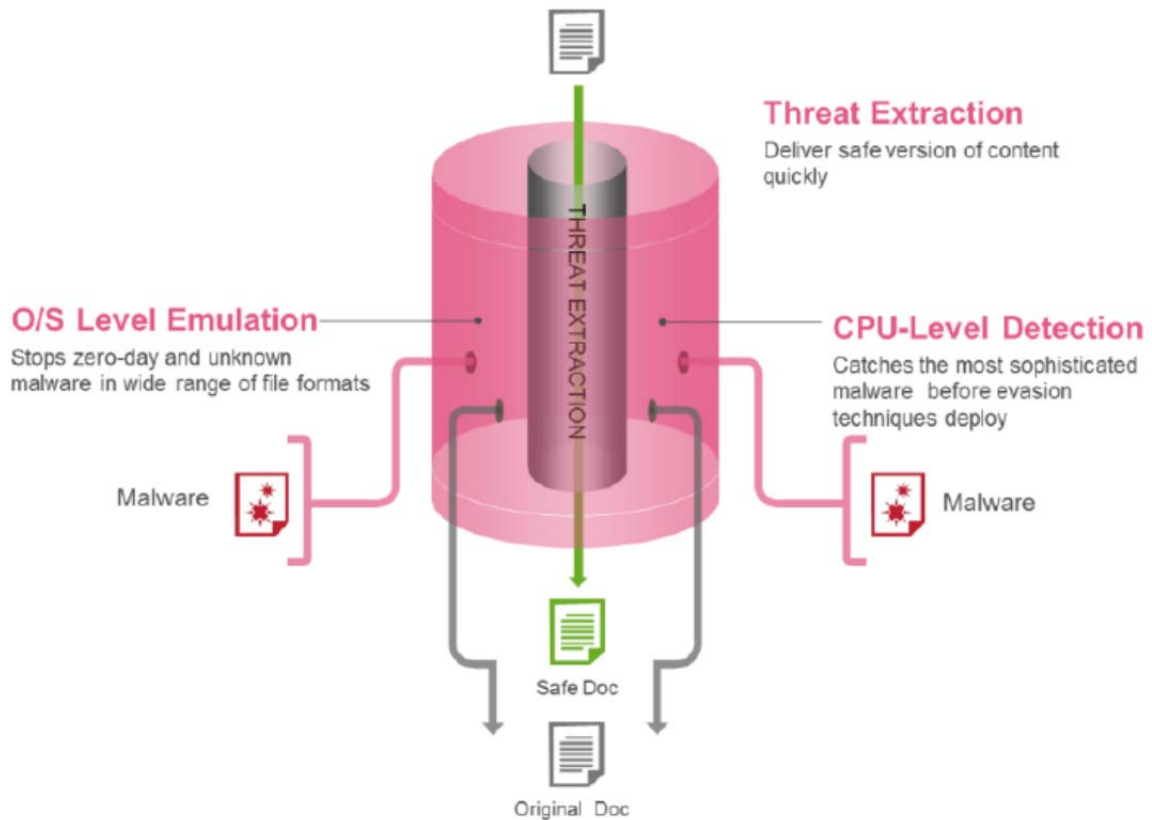 Threat Extraction
Deliver safe version of content
quickly
THREAT EXTRACTION
O/S Level Emulation
Stops zero-day and unknown
malware in wide range of file formats
CPU-Level Detection
Catches the most sophisticated
malware before evasion
techniques deploy
Malware
Malware
Safe Doc
Original Doc